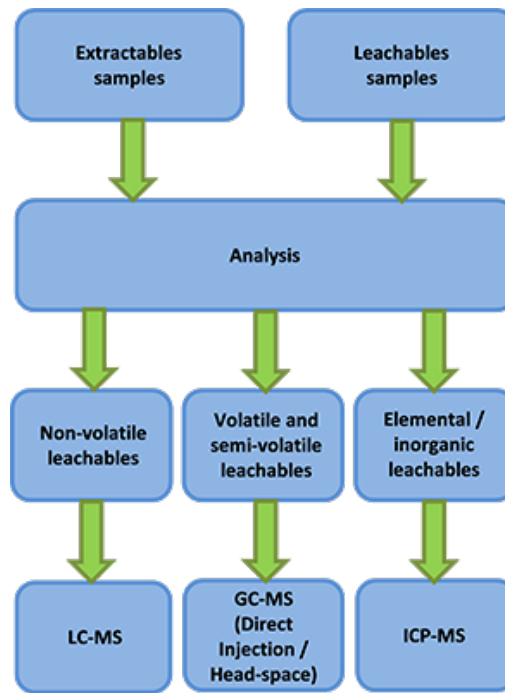 Extractables
samples
Leachables
samples
Analysis
Non-volatile
leachables
Volatile and
semi-volatile
leachables
Elemental /
inorganic
leachables
LC-MS
GC-MS
(Direct
Injection /
Head-space)
ICP-MS